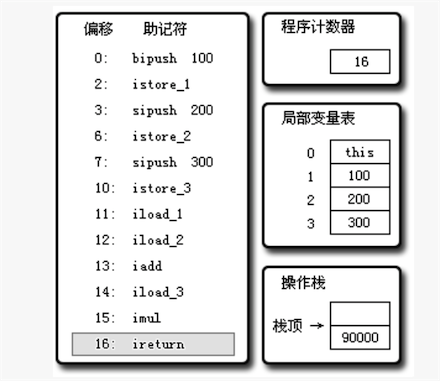 偏移 助记符
0: bipush 100
2: istore_1
3: sipush 200
6: istore_2
7: sipush 300
10: istore_3
11: iload_1
12: iload_2
13: iadd
14: iload_3
15: imul
16: ireturn
程序计数器
16
局部变量表
0 this
1 100
2 200
3 300
操作栈
栈顶 →
90000